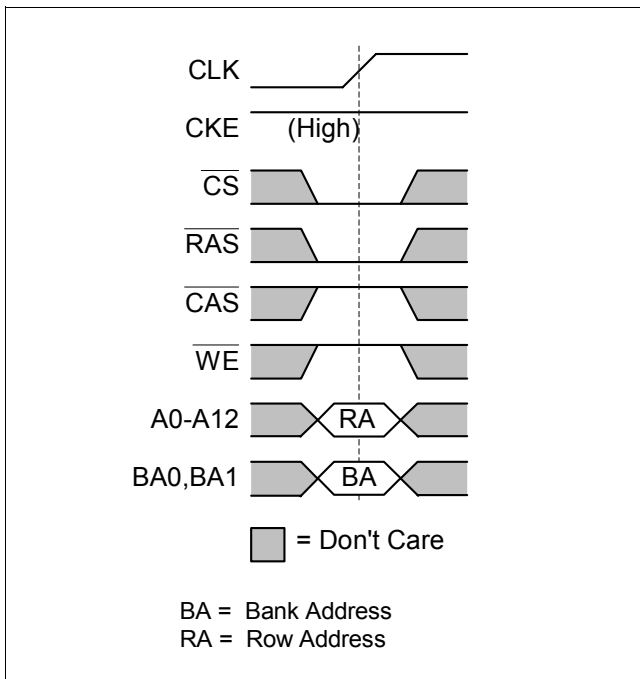 CLK
CKE (High)
CS
RAS
CAS
WE
A0-A12 RA
BA0,BA1 BA
= Don't Care
BA = Bank Address
RA = Row Address